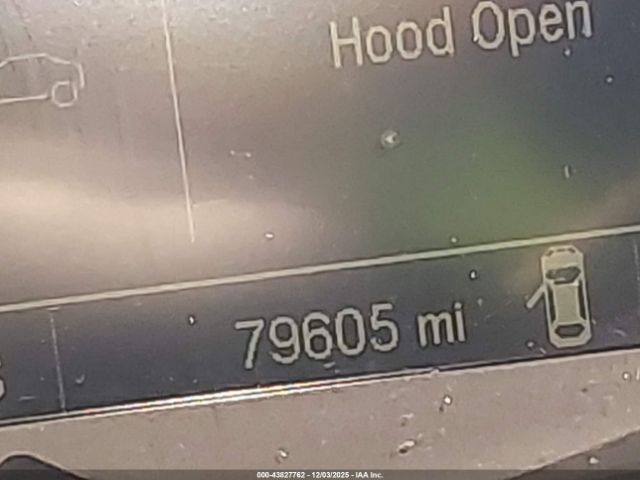 Hood Open
79605 mi
000-43827762 - 12/03/2025 - IAA Inc.